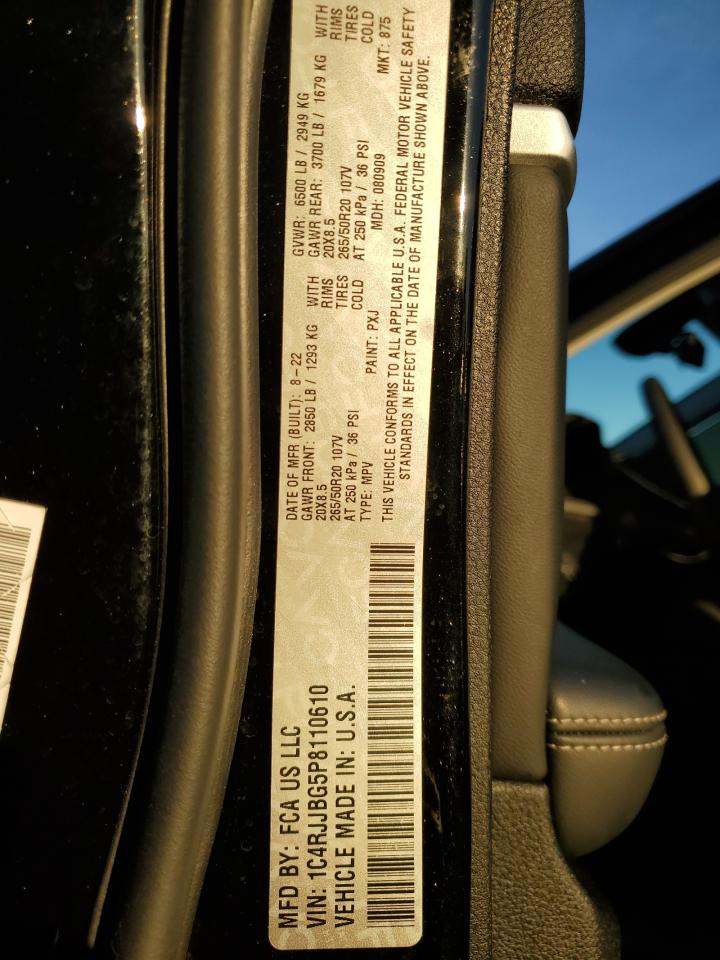 MFD BY: FCA US LLC
VIN: 1C4RJJBG5P8110610
VEHICLE MADE IN: U.S.A.
DATE OF MFR (BUILT): 8-22 GVWR: 6500 LB / 2949 KG
GAWR FRONT: 2850 LB / 1293 KG WITH GAWR REAR: 3700 LB / 1679 KG WITH
20X8.5 RIMS 20X8.5 RIMS
265/50R20 107V TIRES 265/50R20 107V TIRES
AT 250 kPa / 36 PSI COLD AT 250 kPa / 36 PSI COLD
TYPE: MPV PAINT: PXJ MDH: 080909 MKT: 875
THIS VEHICLE CONFORMS TO ALL APPLICABLE U.S.A. FEDERAL MOTOR VEHICLE SAFETY
STANDARDS IN EFFECT ON THE DATE OF MANUFACTURE SHOWN ABOVE.